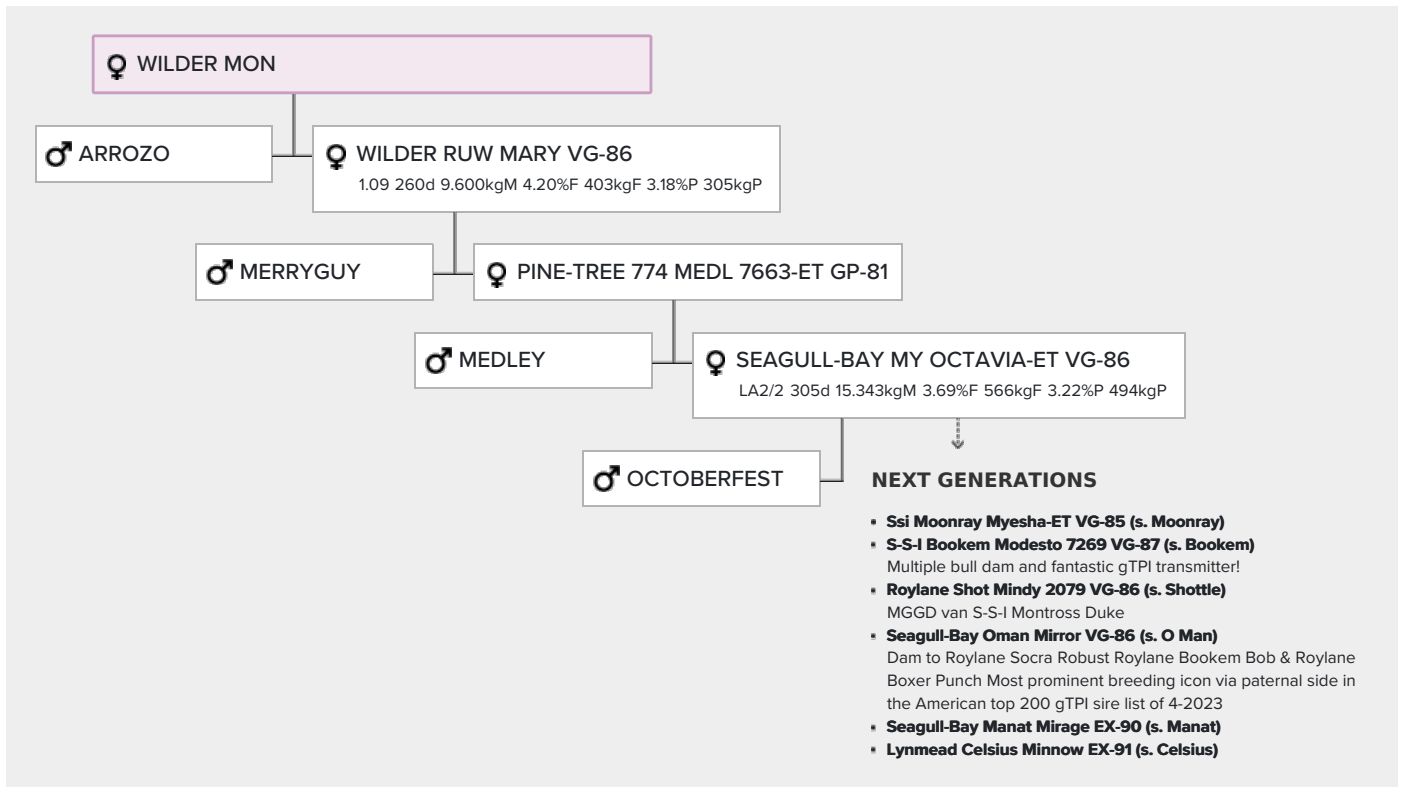 WILDER MON
ARROZO
WILDER RUW MARY VG-86
1.09 260d 9.600kgM 4.20%F 403kgF 3.18%P 305kgP
MERRYGUY
PINE-TREE 774 MEDL 7663-ET GP-81
MEDLEY
SEAGULL-BAY MY OCTAVIA-ET VG-86
LA2/2 305d 15.343kgM 3.69%F 566kgF 3.22%P 494kgP
OCTOBERFEST
NEXT GENERATIONS
Ssi Moonray Myesha-ET VG-85 (s. Moonray)
S-S-I Bookem Modesto 7269 VG-87 (s. Bookem)
Multiple bull dam and fantastic gTPI transmitter!
Roylane Shot Mindy 2079 VG-86 (s. Shottle)
MGGD van S-S-I Montross Duke
Seagull-Bay Oman Mirror VG-86 (s. O Man)
Dam to Roylane Socra Robust Roylane Bookem Bob & Roylane
Boxer Punch Most prominent breeding icon via paternal side in
the American top 200 gTPI sire list of 4-2023
Seagull-Bay Manat Mirage EX-90 (s. Manat)
Lynmead Celsius Minnow EX-91 (s. Celsius)